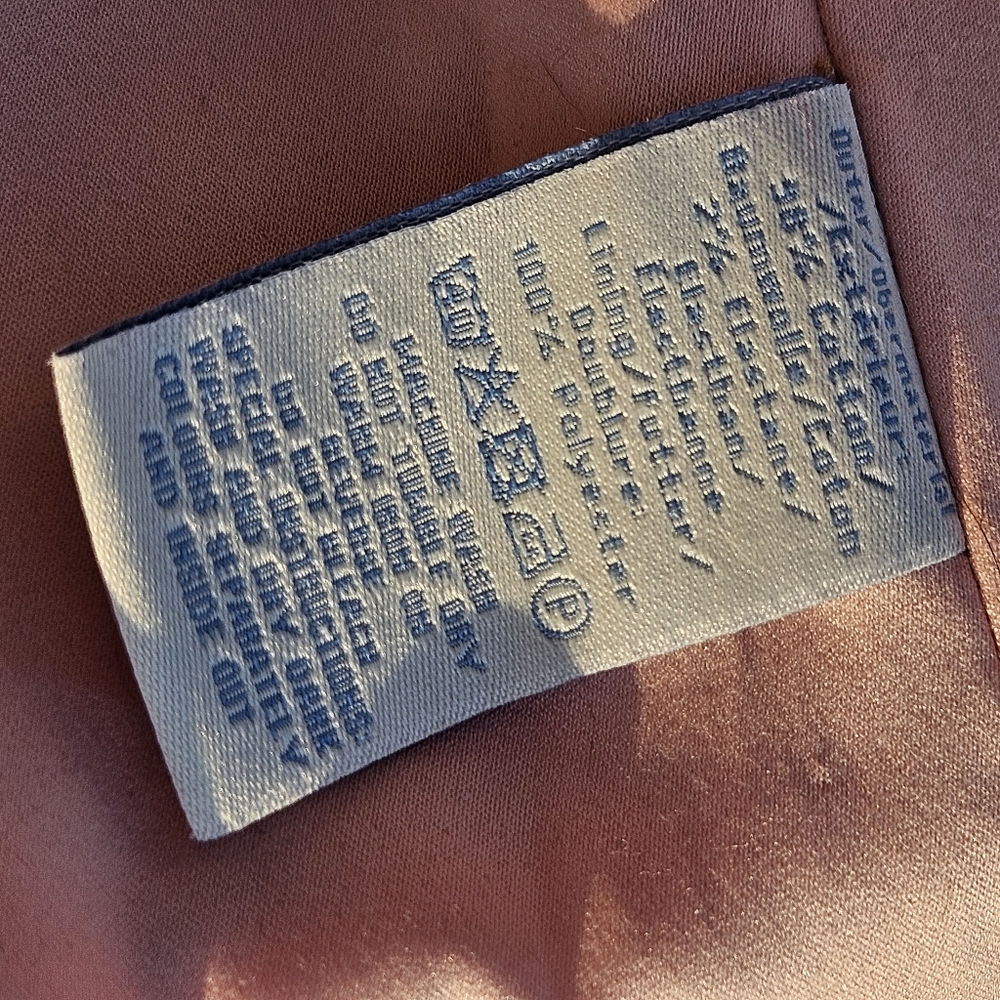 Outer/Obermaterial
/Extérieur:
98% Cotton/
Baumwolle/Coton
2% Elastane/
Elasthan/
Elasthanne
Lining/Futter/
Doublure:
100% Polyester
40 P
MACHINE WASH
DO NOT TUMBLE DRY
WARM IRON ON
REVERSE
DO NOT BLEACH
SPECIAL INSTRUCTIONS
WASH AND DRY DARK
COLOURS SEPARATELY
AND INSIDE OUT